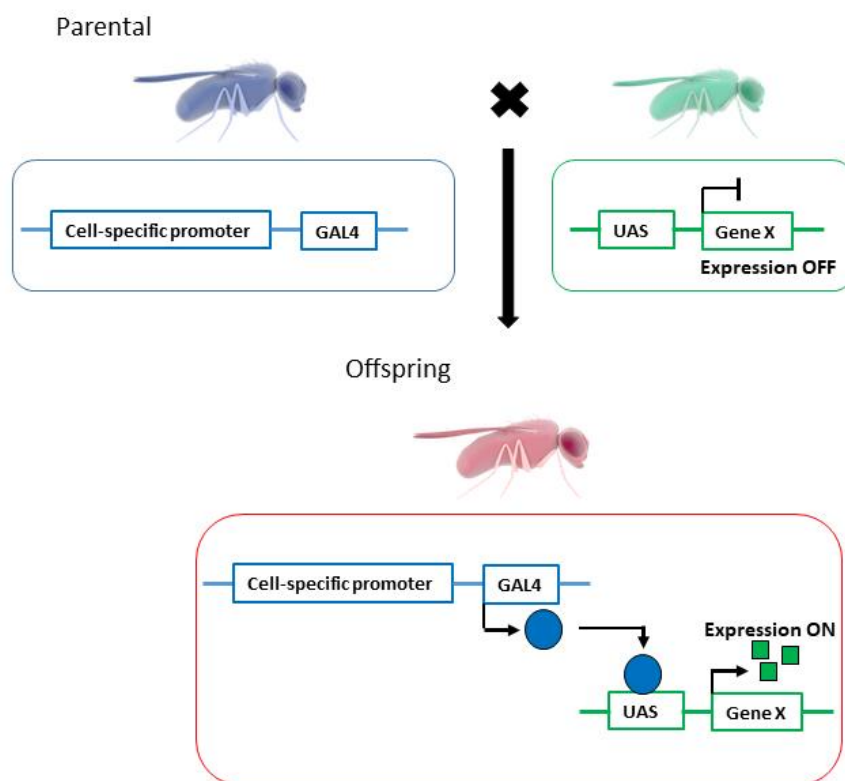 Parental
Cell-specific promoter
GAL4
UAS
Gene X
Expression OFF
Offspring
Cell-specific promoter
GAL4
Expression ON
UAS
Gene X